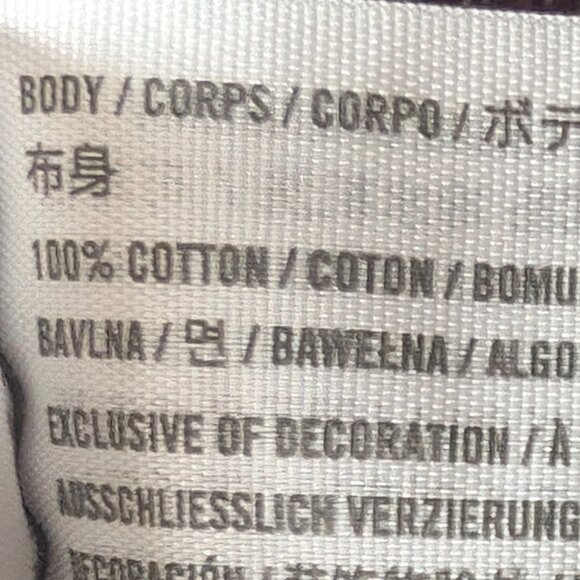 BODY / CORPS / CORPO / ボデ
布身
100% COTTON / COTON / BOMU
BAVLNA / 면 / BAWEŁNA / ALGO
EXCLUSIVE OF DECORATION / À
AUSSCHLIESSLICH VERZIERUNG
DECORACIÓN /